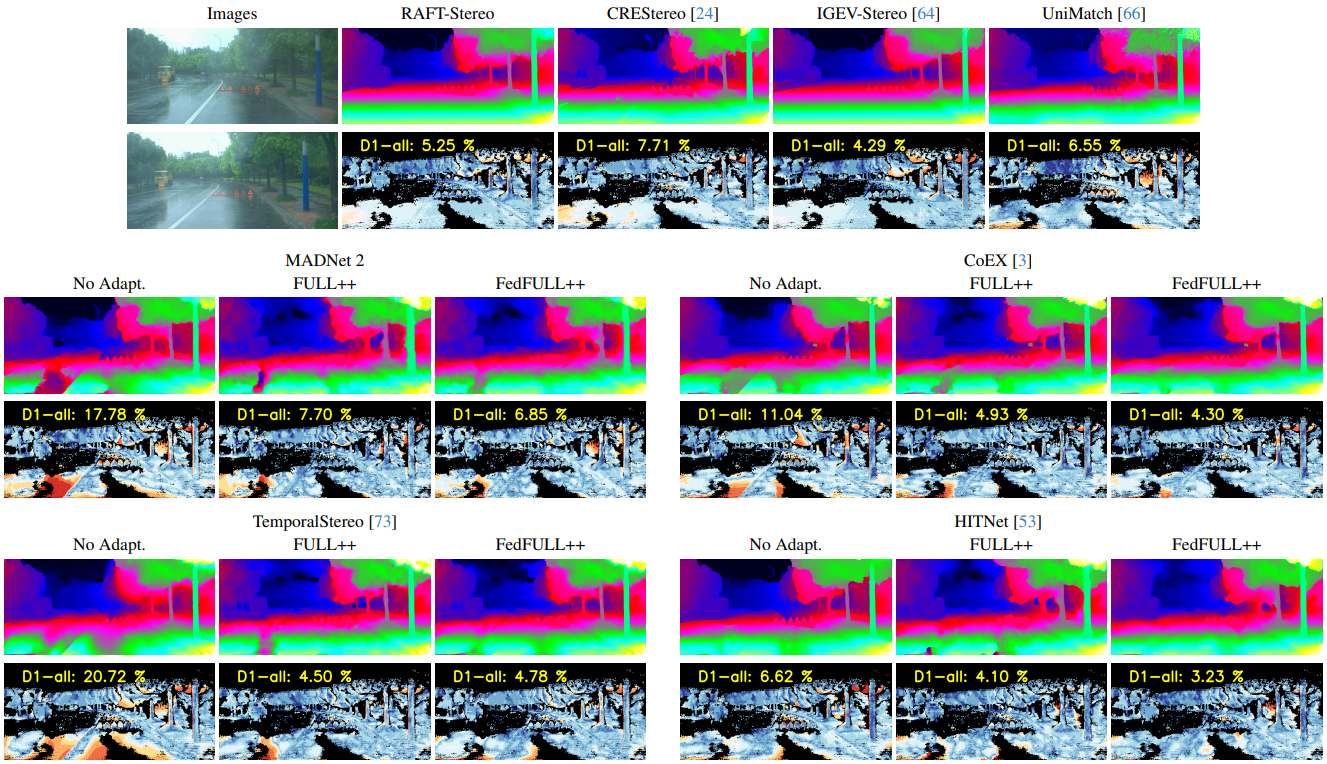 Images RAFT-Stereo CREStereo [24] IGEV-Stereo [64] UniMatch [66]
D1-all: 5.25 % D1-all: 7.71 % D1-all: 4.29 % D1-all: 6.55 %
MADNet 2 CoEX [3]
No Adapt. FULL++ FedFULL++ No Adapt. FULL++ FedFULL++
D1-all: 17.78 % D1-all: 7.70 % D1-all: 6.85 % D1-all: 11.04 % D1-all: 4.93 % D1-all: 4.30 %
TemporalStereo [73] HITNet [53]
No Adapt. FULL++ FedFULL++ No Adapt. FULL++ FedFULL++
D1-all: 20.72 % D1-all: 4.50 % D1-all: 4.78 % D1-all: 6.62 % D1-all: 4.10 % D1-all: 3.23 %